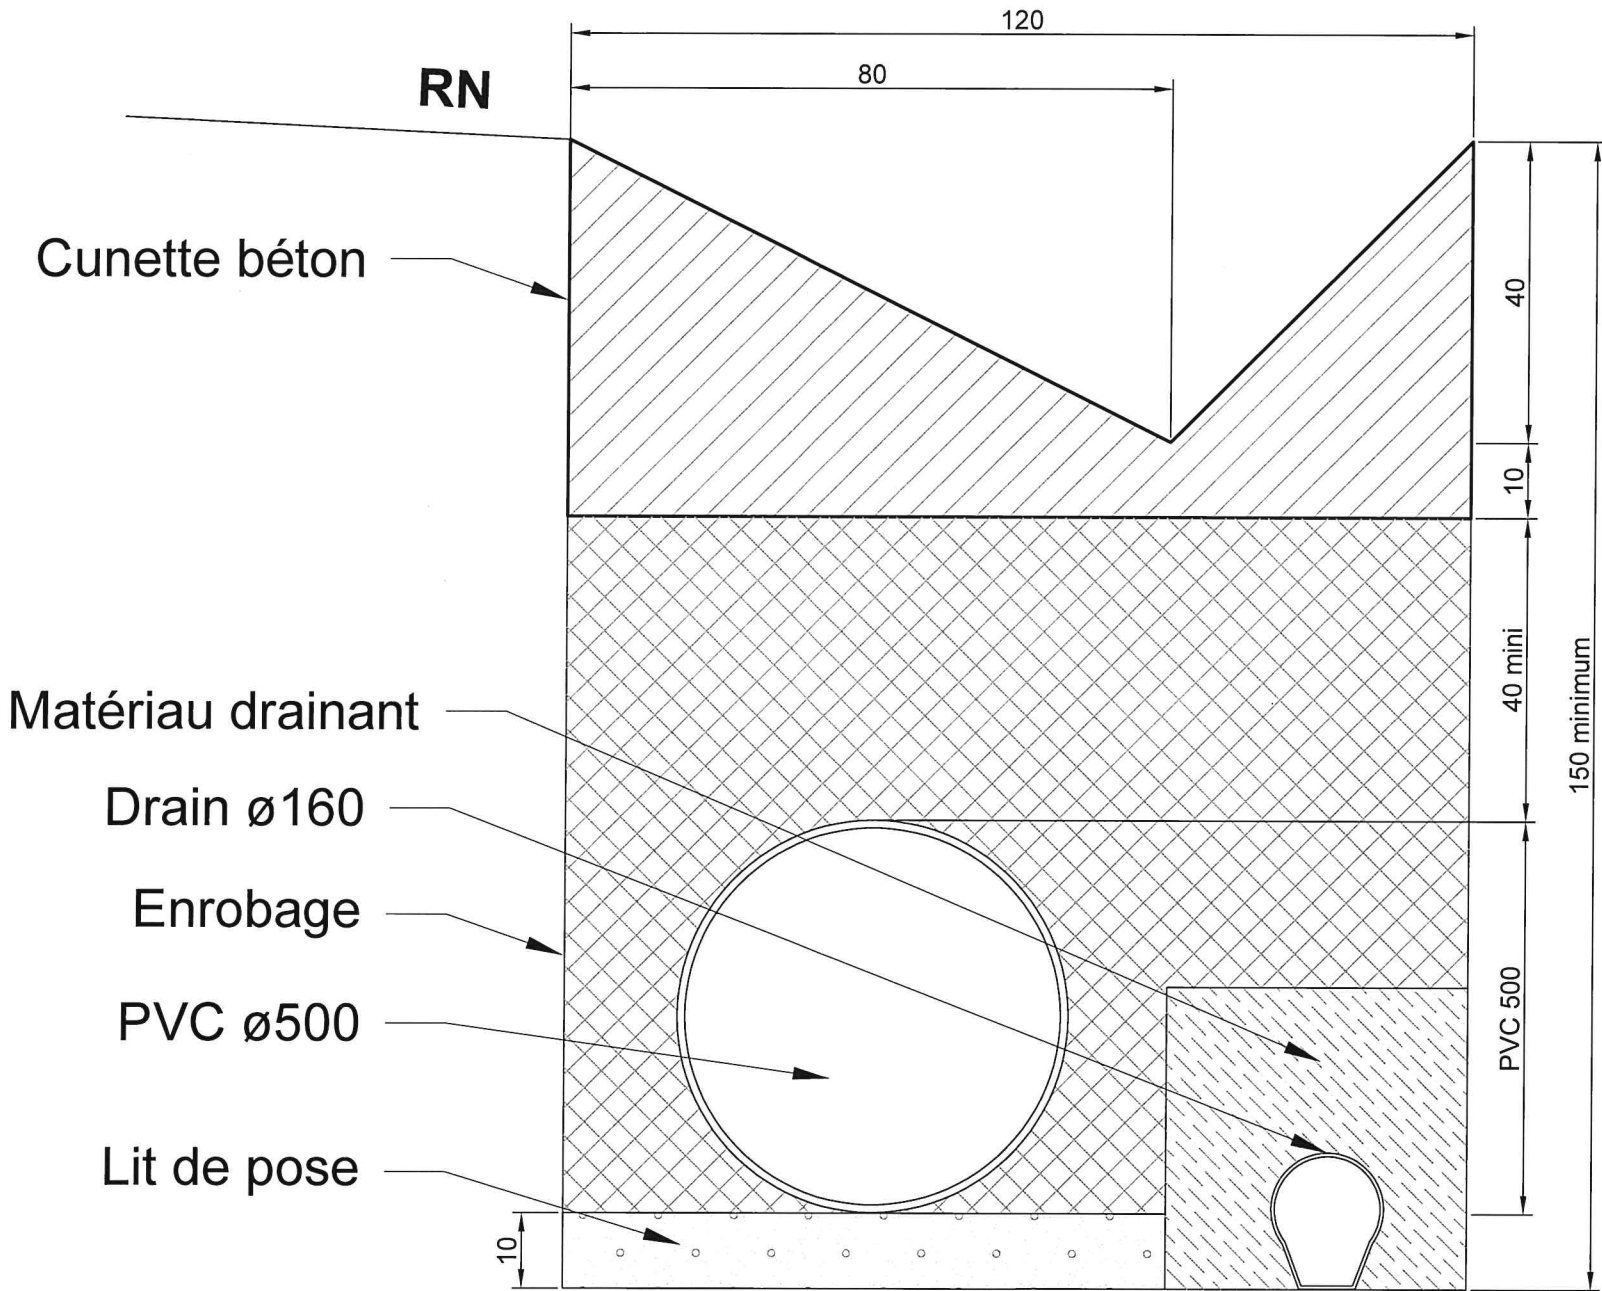 120
80
RN
Cunette béton
40
10
40 mini
150 minimum
Matériau drainant
Drain ø160
Enrobage
PVC ø500
PVC 500
Lit de pose
10